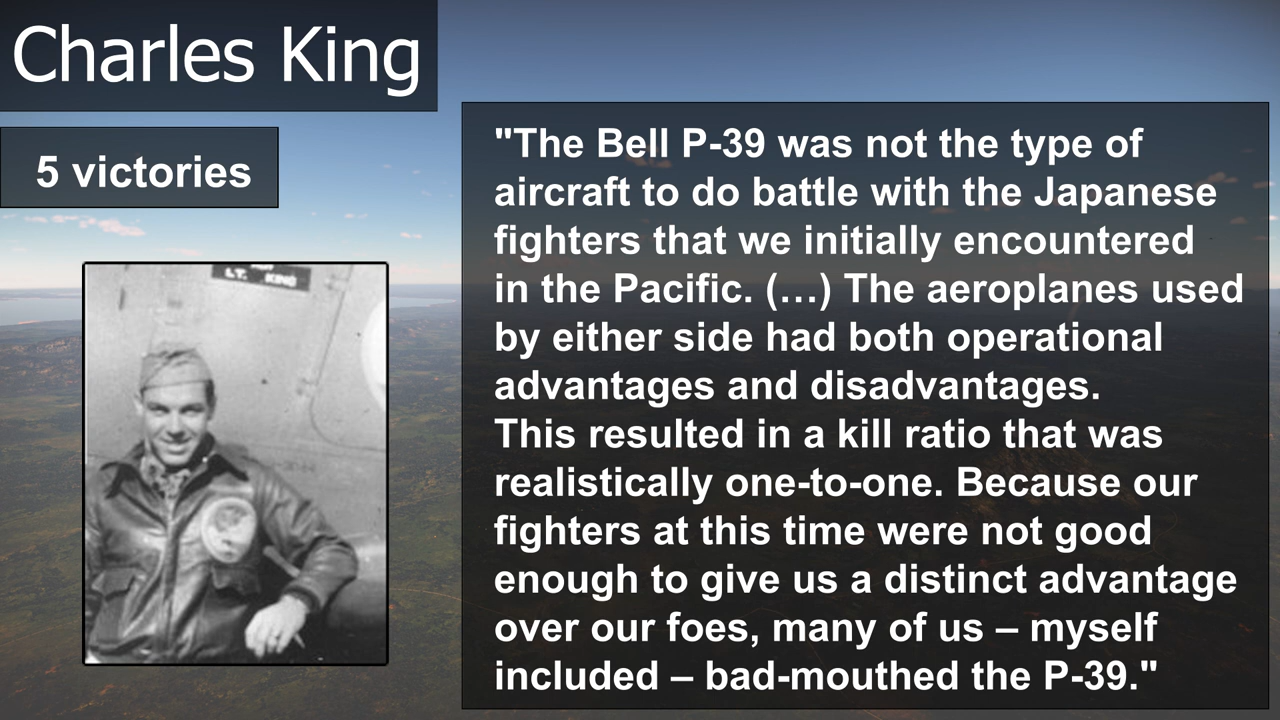 Charles King
5 victories
LT. KING
"The Bell P-39 was not the type of
aircraft to do battle with the Japanese
fighters that we initially encountered
in the Pacific. (…) The aeroplanes used
by either side had both operational
advantages and disadvantages.
This resulted in a kill ratio that was
realistically one-to-one. Because our
fighters at this time were not good
enough to give us a distinct advantage
over our foes, many of us – myself
included – bad-mouthed the P-39."